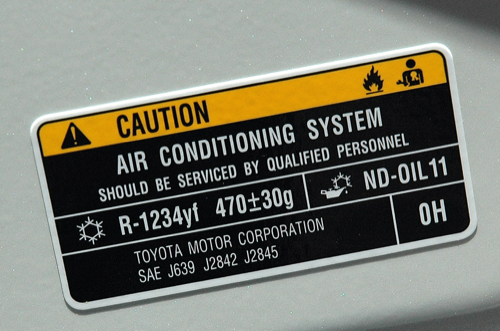 CAUTION
AIR CONDITIONING SYSTEM
SHOULD BE SERVICED BY QUALIFIED PERSONNEL
R-1234yf 470±30g ND-OIL11
TOYOTA MOTOR CORPORATION 0H
SAE J639 J2842 J2845